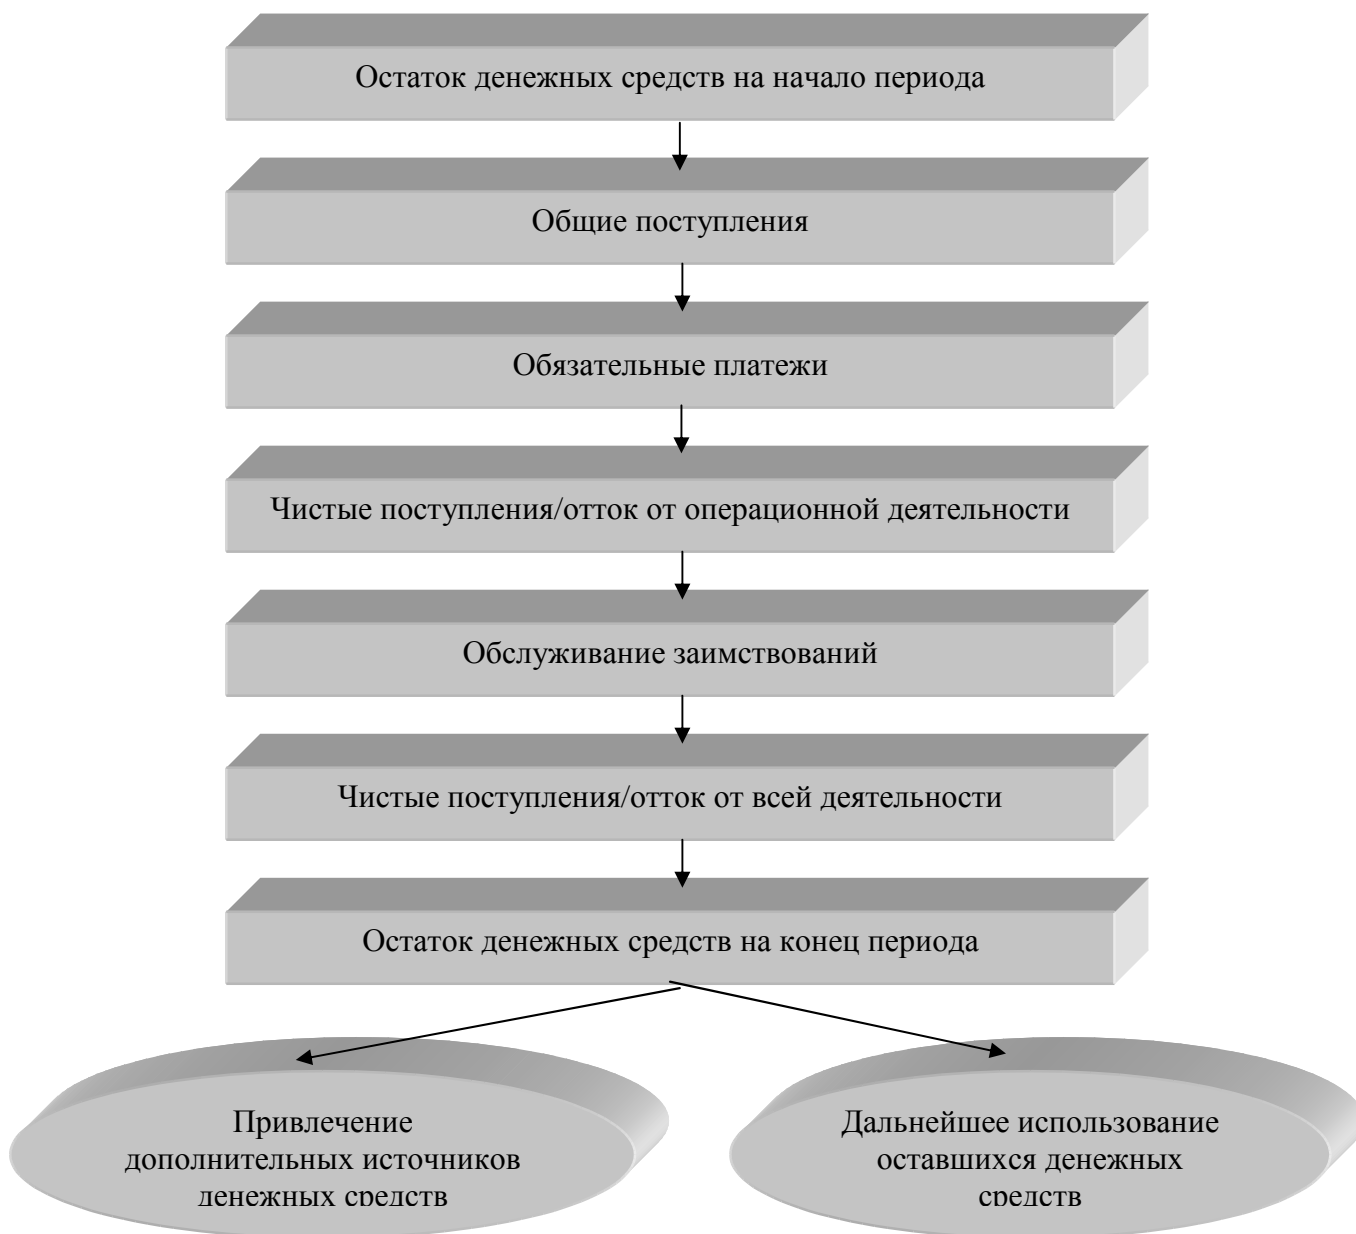 Остаток денежных средств на начало периода
Общие поступления
Обязательные платежи
Чистые поступления/отток от операционной деятельности
Обслуживание заимствований
Чистые поступления/отток от всей деятельности
Остаток денежных средств на конец периода
Привлечение
дополнительных источников
денежных средств
Дальнейшее использование
оставшихся денежных
средств